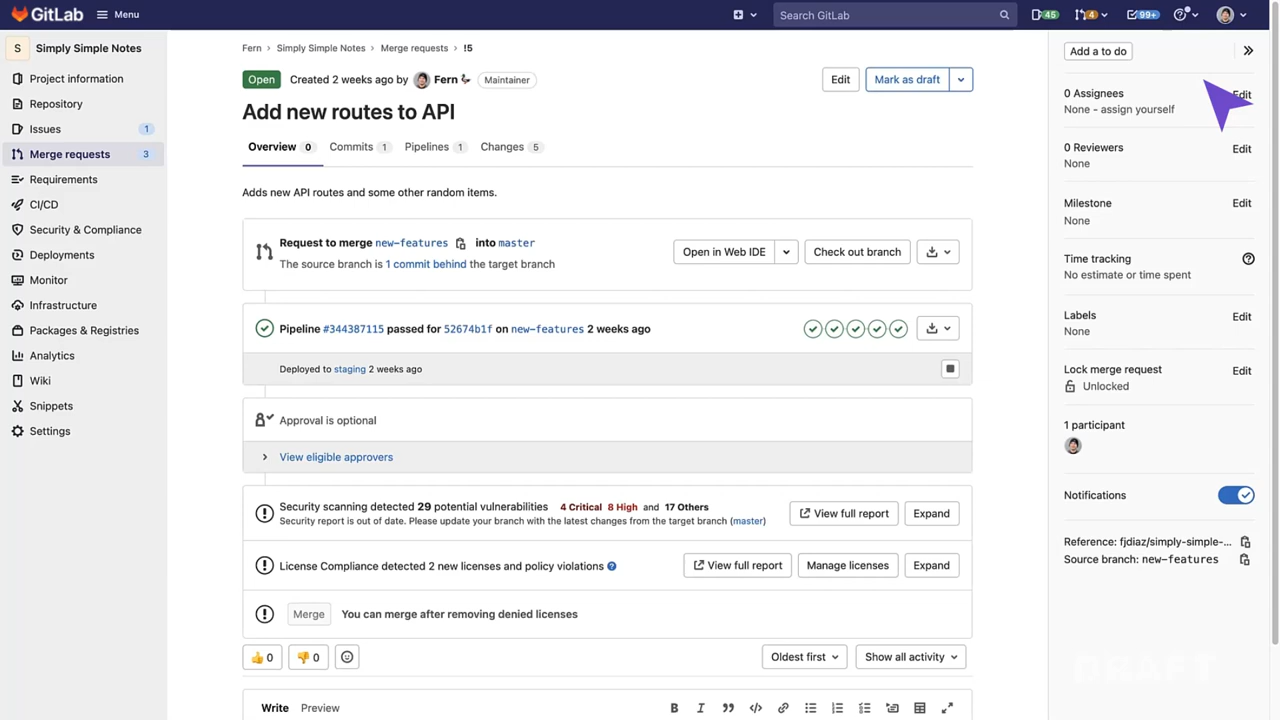 GitLab
Menu
Search GitLab
45
4
99+
S Simply Simple Notes
Project information
Repository
Issues 1
Merge requests 3
Requirements
CI/CD
Security & Compliance
Deployments
Monitor
Infrastructure
Packages & Registries
Analytics
Wiki
Snippets
Settings
Fern › Simply Simple Notes › Merge requests › !5
Open Created 2 weeks ago by Fern Maintainer
Edit
Mark as draft
Add new routes to API
Overview 0 Commits 1 Pipelines 1 Changes 5
Adds new API routes and some other random items.
Request to merge new-features into master
The source branch is 1 commit behind the target branch
Open in Web IDE
Check out branch
Pipeline #344387115 passed for 52674b1f on new-features 2 weeks ago
Deployed to staging 2 weeks ago
Approval is optional
View eligible approvers
Security scanning detected 29 potential vulnerabilities 4 Critical 8 High and 17 Others
Security report is out of date. Please update your branch with the latest changes from the target branch (master)
View full report
Expand
License Compliance detected 2 new licenses and policy violations
View full report
Manage licenses
Expand
Merge You can merge after removing denied licenses
👍 0
👎 0
Oldest first
Show all activity
Write Preview
Add a to do
0 Assignees Edit
None - assign yourself
0 Reviewers Edit
None
Milestone Edit
None
Time tracking
No estimate or time spent
Labels Edit
None
Lock merge request Edit
Unlocked
1 participant
Notifications
Reference: fjdiaz/simply-simple-...
Source branch: new-features
DRAFT